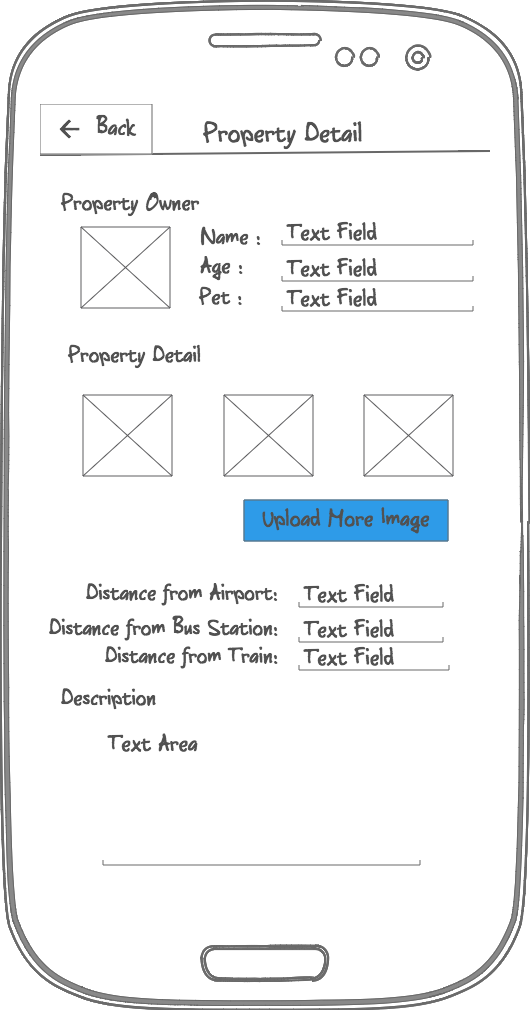 Back
Property Detail
Property Owner
Name : Text Field
Age : Text Field
Pet : Text Field
Property Detail
Upload More Image
Distance from Airport: Text Field
Distance from Bus Station: Text Field
Distance from Train: Text Field
Description
Text Area